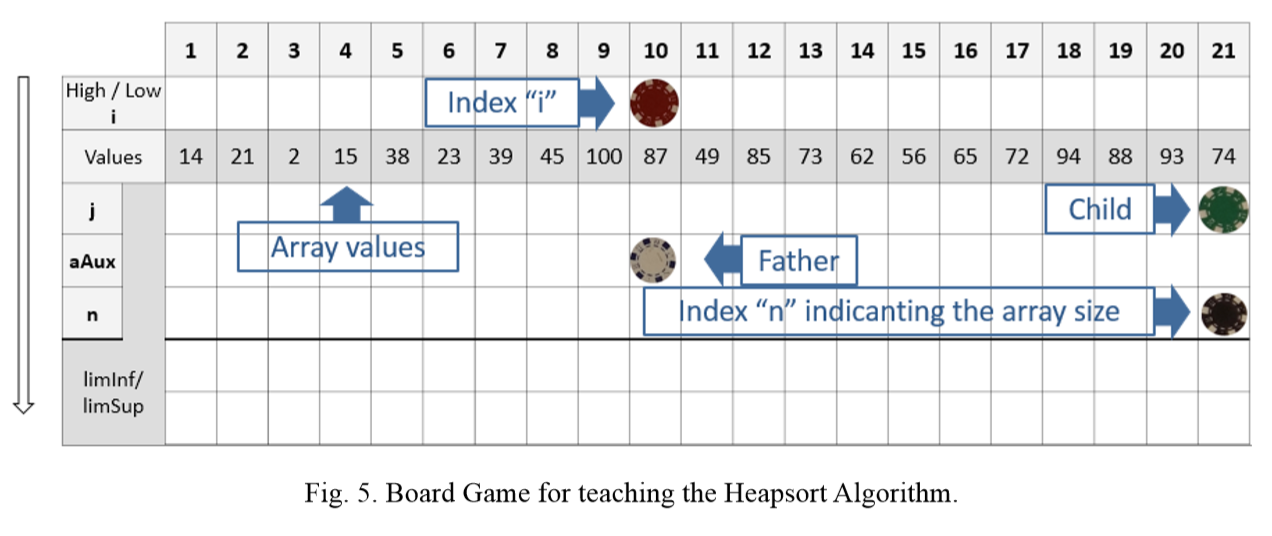 1 2 3 4 5 6 7 8 9 10 11 12 13 14 15 16 17 18 19 20 21
High / Low
i
Index “i”
Values 14 21 2 15 38 23 39 45 100 87 49 85 73 62 56 65 72 94 88 93 74
j
Child
Array values
aAux
Father
n
Index “n” indicanting the array size
limInf/
limSup
Fig. 5. Board Game for teaching the Heapsort Algorithm.